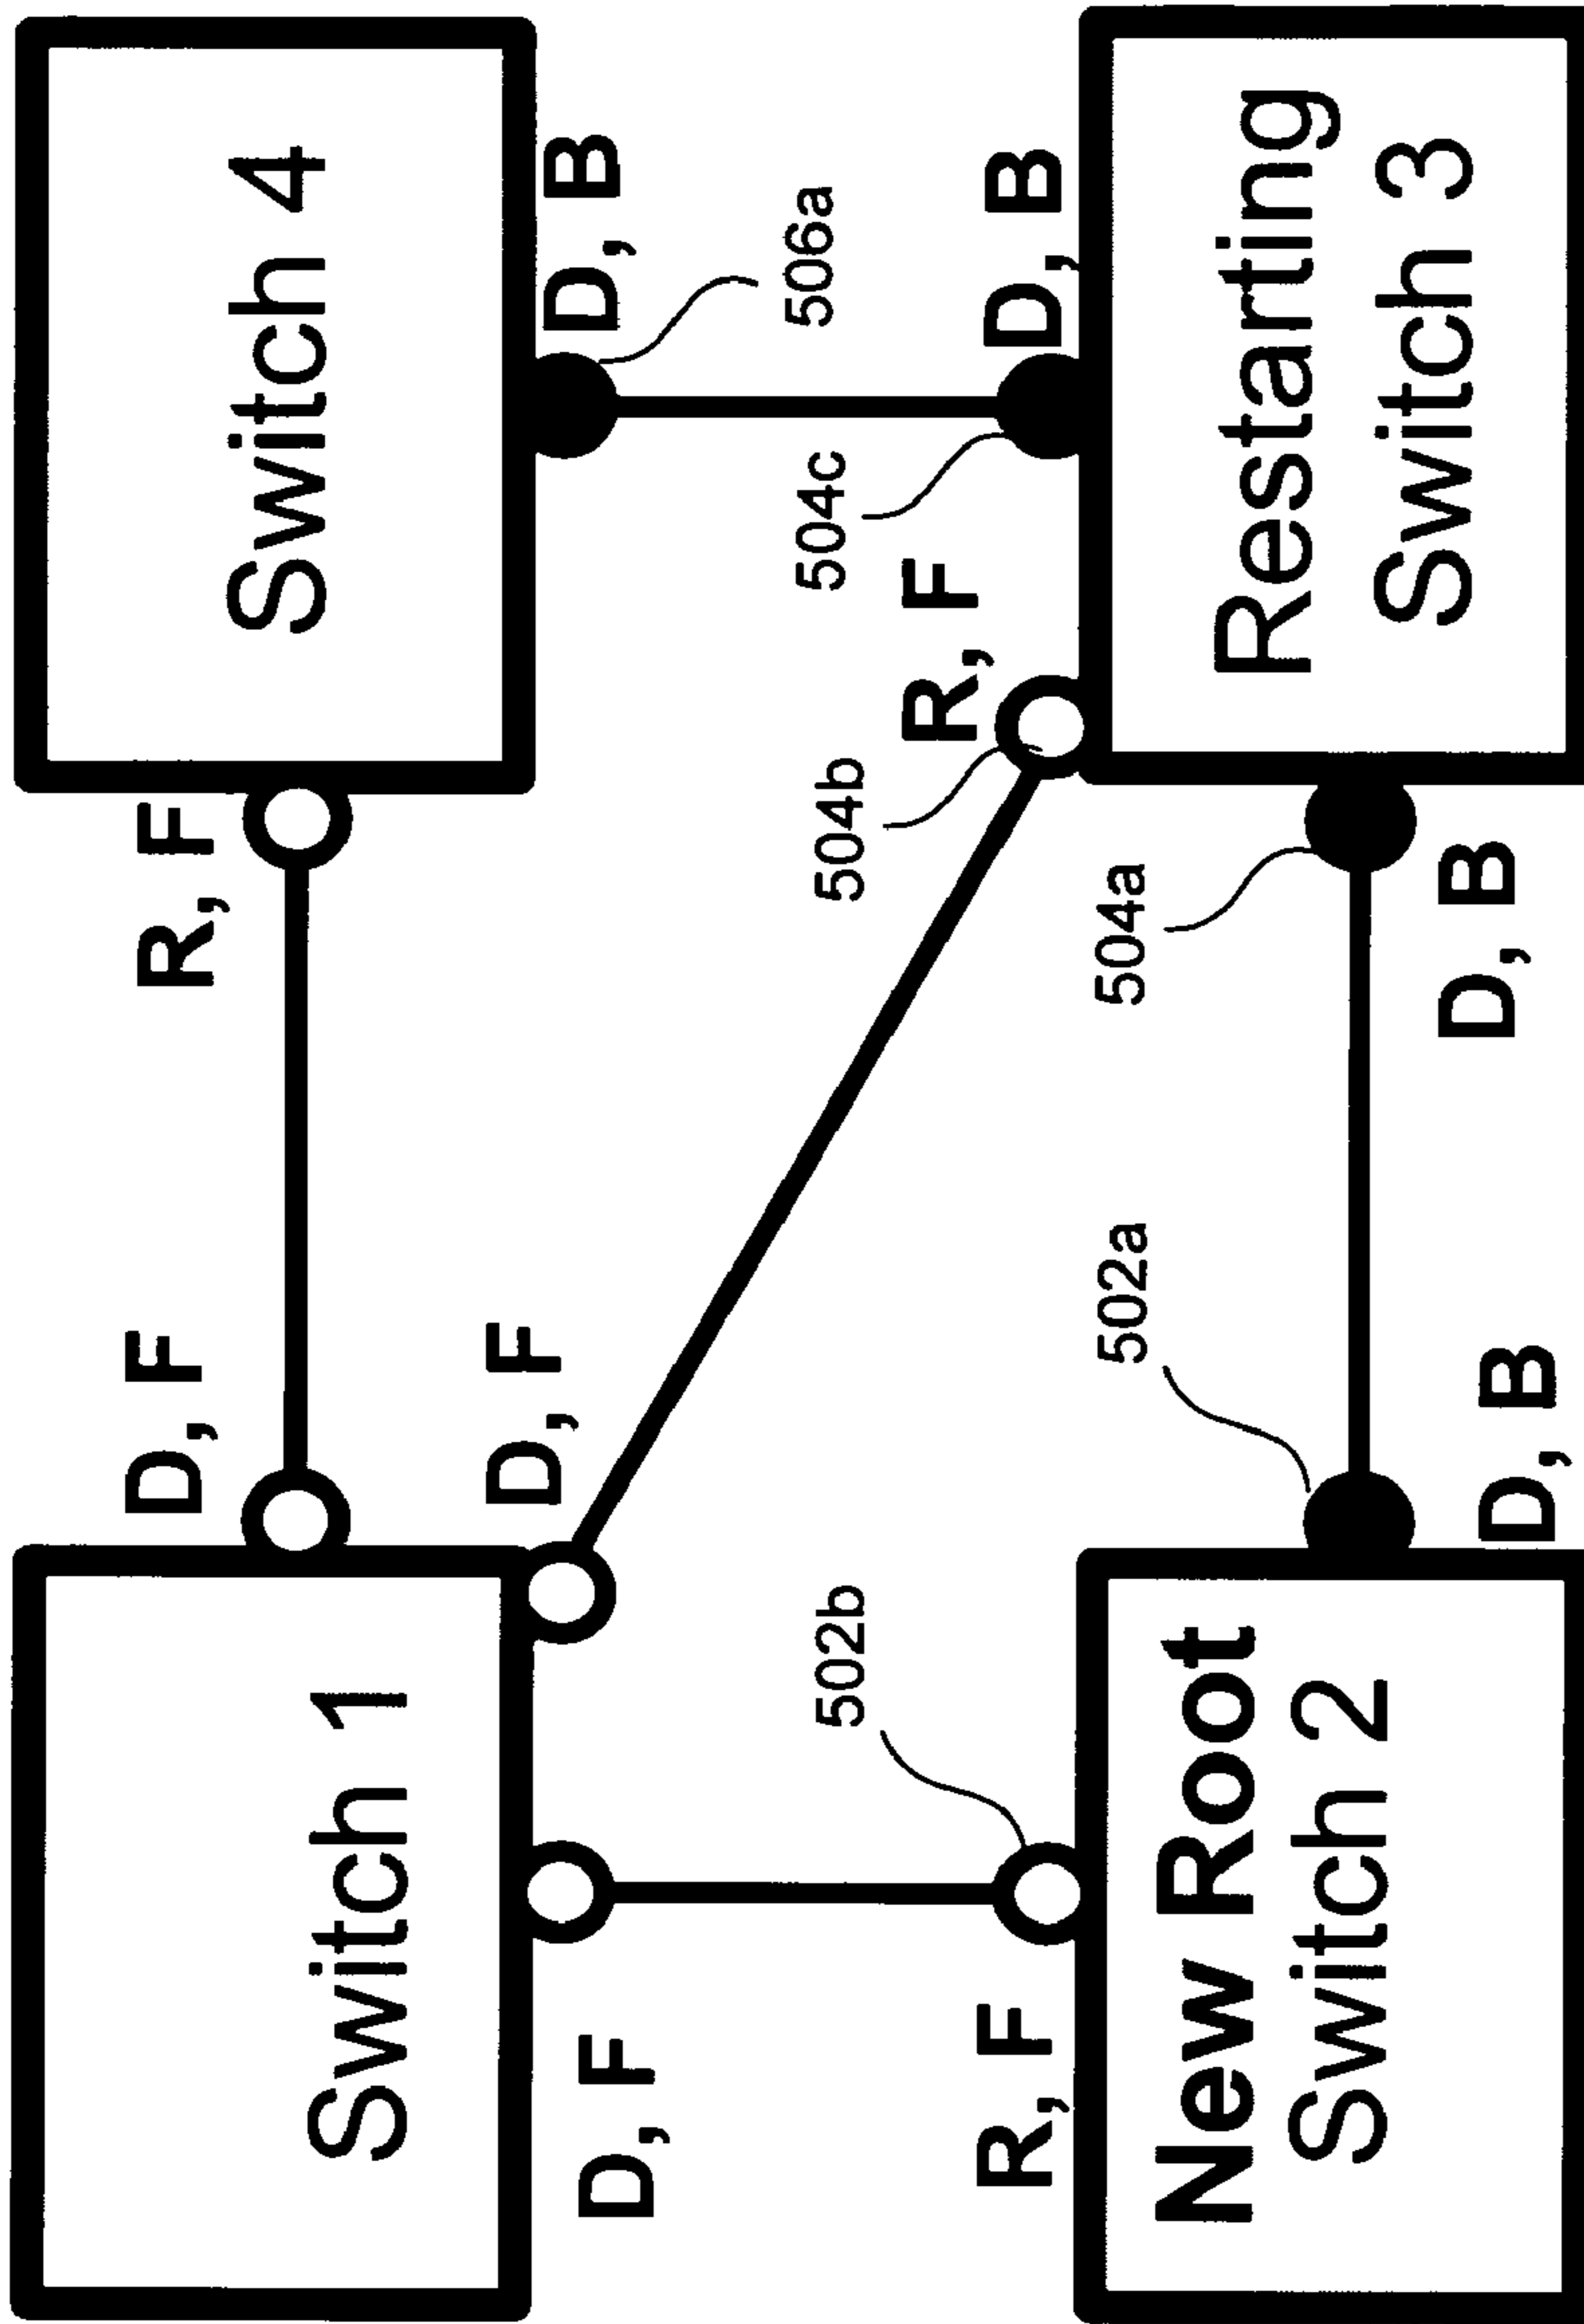 Switch 1
D, F
R, F
Switch 4
D, F
D, F
R, F
D, B
506a
502b
504b
504c
R, F
D, B
New Root
Switch 2
502a
504a
D, B
D, B
Restarting
Switch 3